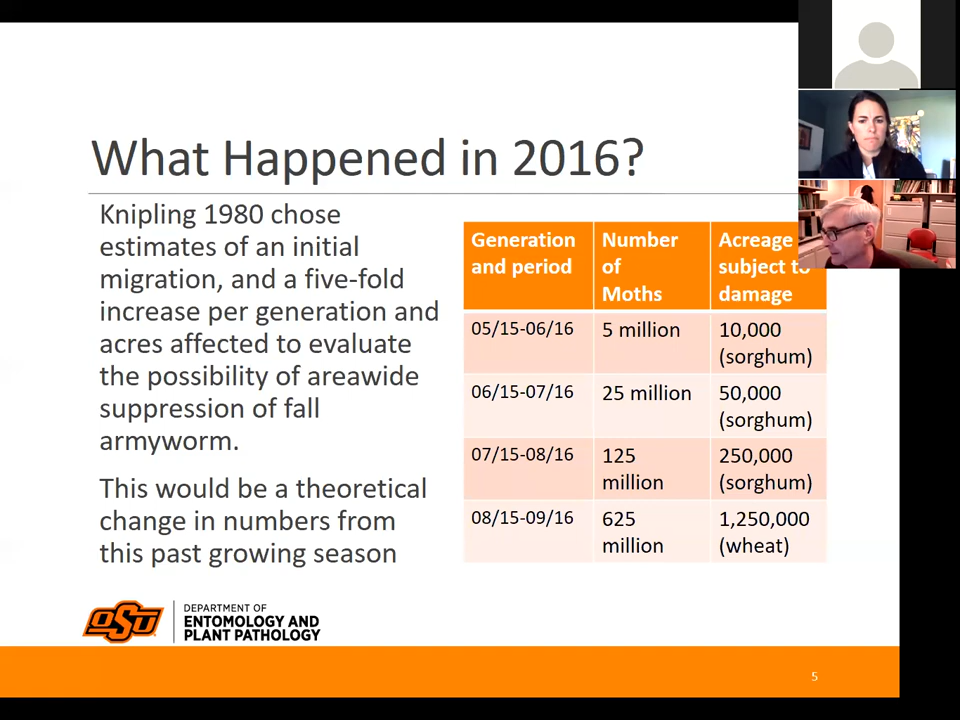 What Happened in 2016?
Knipling 1980 chose
estimates of an initial
migration, and a five-fold
increase per generation and
acres affected to evaluate
the possibility of areawide
suppression of fall
armyworm.
This would be a theoretical
change in numbers from
this past growing season
Generation
and period
Number
of
Moths
Acreage
subject to
damage
05/15-06/16
5 million
10,000
(sorghum)
06/15-07/16
25 million
50,000
(sorghum)
07/15-08/16
125
million
250,000
(sorghum)
08/15-09/16
625
million
1,250,000
(wheat)
OSU
DEPARTMENT OF
ENTOMOLOGY AND
PLANT PATHOLOGY
5